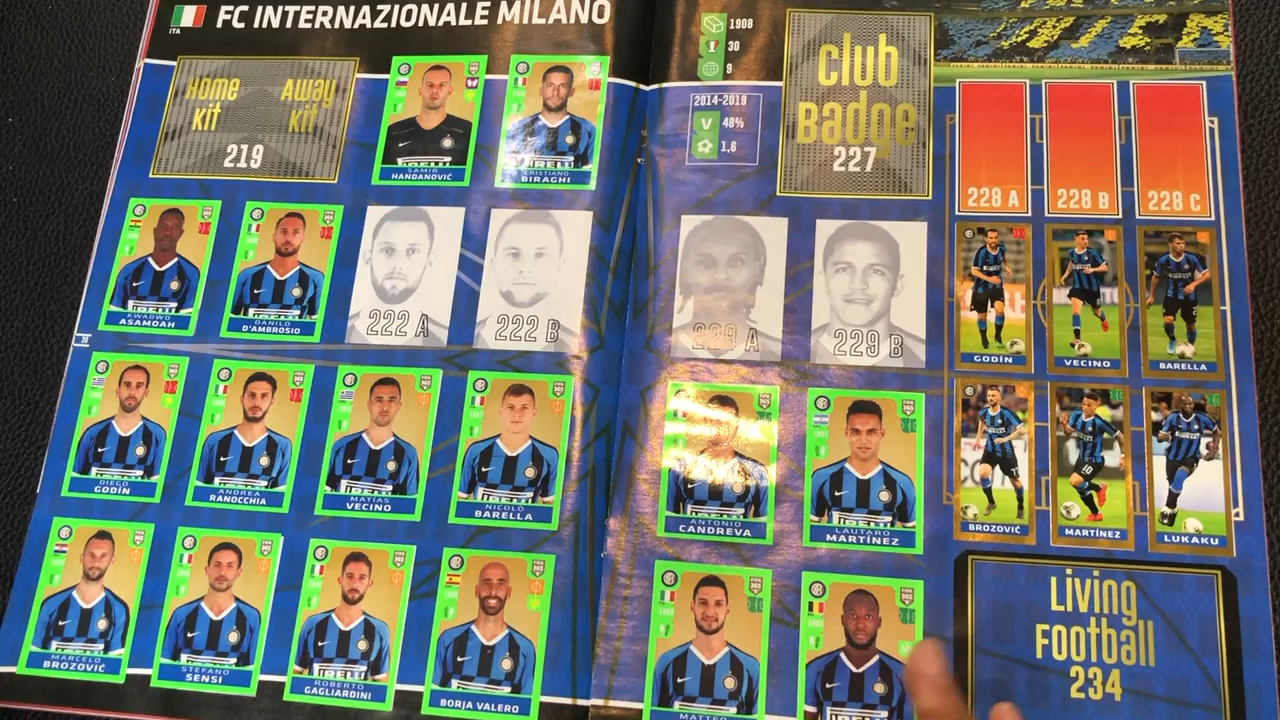 ITA
FC INTERNAZIONALE MILANO
HOME KIT
AWAY KIT
219
SAMIR
HANDANOVIĆ
CRISTIANO
BIRAGHI
1908
30
9
2014-2019
V 48%
1,6
CLUB
BADGE
227
228 A
228 B
228 C
KWADWO
ASAMOAH
DANILO
D'AMBROSIO
222 A
222 B
229 A
229 B
GODÍN
VECINO
BARELLA
DIEGO
GODÍN
ANDREA
RANOCCHIA
MATÍAS
VECINO
NICOLÒ
BARELLA
ANTONIO
CANDREVA
LAUTARO
MARTÍNEZ
BROZOVIĆ
MARTÍNEZ
LUKAKU
MARCELO
BROZOVIĆ
STEFANO
SENSI
ROBERTO
GAGLIARDINI
BORJA VALERO
MATTEO
LIVING
FOOTBALL
234